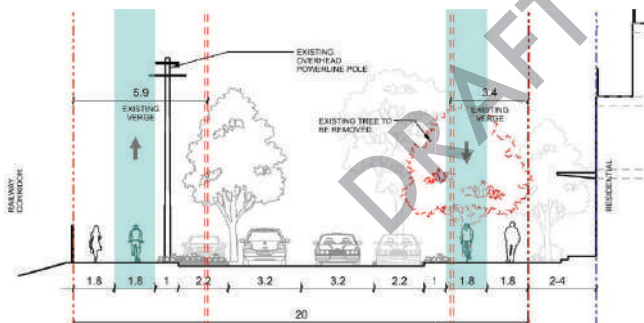 DRAFT
EXISTING
OVERHEAD
POWERLINE POLE
5.9
EXISTING
VERGE
3.4
EXISTING
VERGE
EXISTING TREE TO
BE REMOVED
RAILWAY
CORRIDOR
RESIDENTIAL
1.8
1.8
1
2.2
3.2
3.2
2.2
1
1.8
1.8
2-4
20